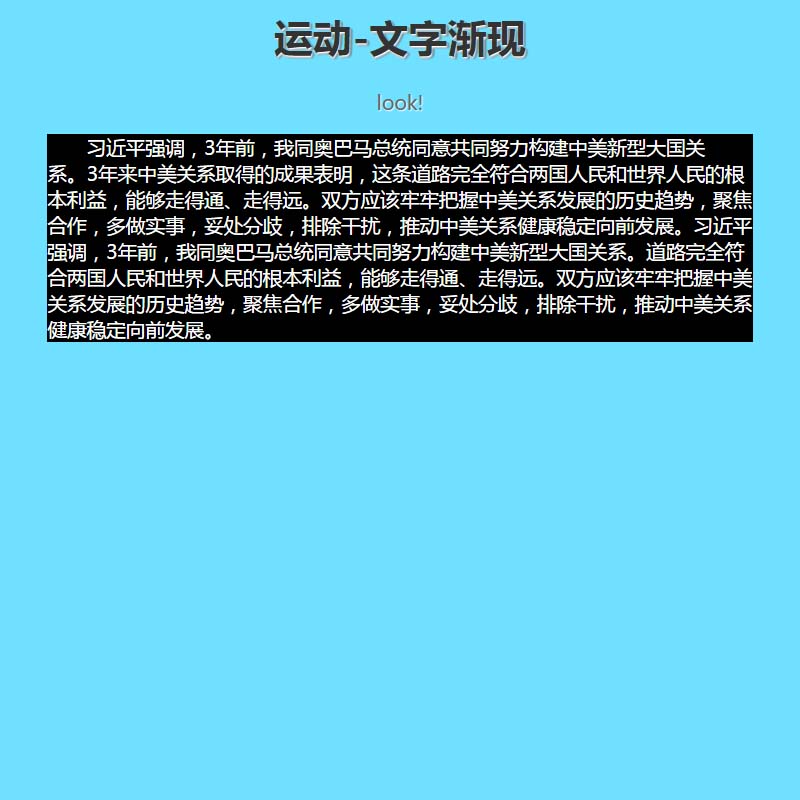 运动-文字渐现
look!
习近平强调，3年前，我同奥巴马总统同意共同努力构建中美新型大国关
系。3年来中美关系取得的成果表明，这条道路完全符合两国人民和世界人民的根
本利益，能够走得通、走得远。双方应该牢牢把握中美关系发展的历史趋势，聚焦
合作，多做实事，妥处分歧，排除干扰，推动中美关系健康稳定向前发展。习近平
强调，3年前，我同奥巴马总统同意共同努力构建中美新型大国关系。道路完全符
合两国人民和世界人民的根本利益，能够走得通、走得远。双方应该牢牢把握中美
关系发展的历史趋势，聚焦合作，多做实事，妥处分歧，排除干扰，推动中美关系
健康稳定向前发展。